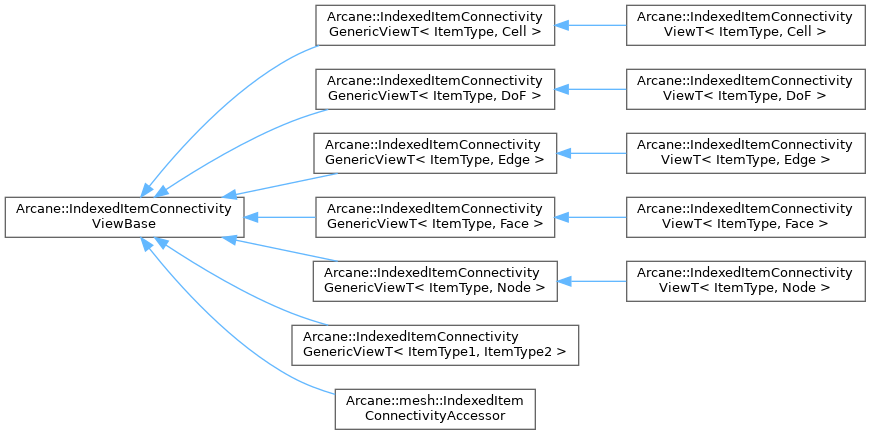 Arcane::IndexedItemConnectivity
GenericViewT< ItemType, Cell >
Arcane::IndexedItemConnectivity
ViewT< ItemType, Cell >
Arcane::IndexedItemConnectivity
GenericViewT< ItemType, DoF >
Arcane::IndexedItemConnectivity
ViewT< ItemType, DoF >
Arcane::IndexedItemConnectivity
GenericViewT< ItemType, Edge >
Arcane::IndexedItemConnectivity
ViewT< ItemType, Edge >
Arcane::IndexedItemConnectivity
ViewBase
Arcane::IndexedItemConnectivity
GenericViewT< ItemType, Face >
Arcane::IndexedItemConnectivity
ViewT< ItemType, Face >
Arcane::IndexedItemConnectivity
GenericViewT< ItemType, Node >
Arcane::IndexedItemConnectivity
ViewT< ItemType, Node >
Arcane::IndexedItemConnectivity
GenericViewT< ItemType1, ItemType2 >
Arcane::mesh::IndexedItem
ConnectivityAccessor